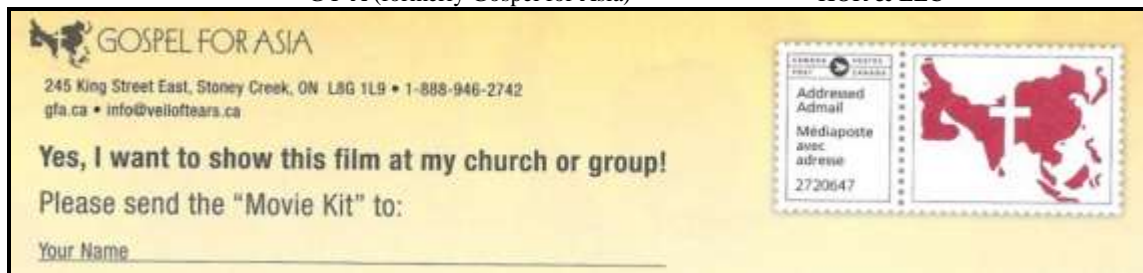 GFA (formerly Gospel for Asia)
GOSPEL FOR ASIA
245 King Street East, Stoney Creek, ON L8G 1L9 • 1-888-946-2742
gfa.ca • info@veiloftears.ca
Yes, I want to show this film at my church or group!
Please send the “Movie Kit” to:
Your Name
CANADA POSTES
POST CANADA
Addressed
Admail
Médiaposte
avec
adresse
2720647